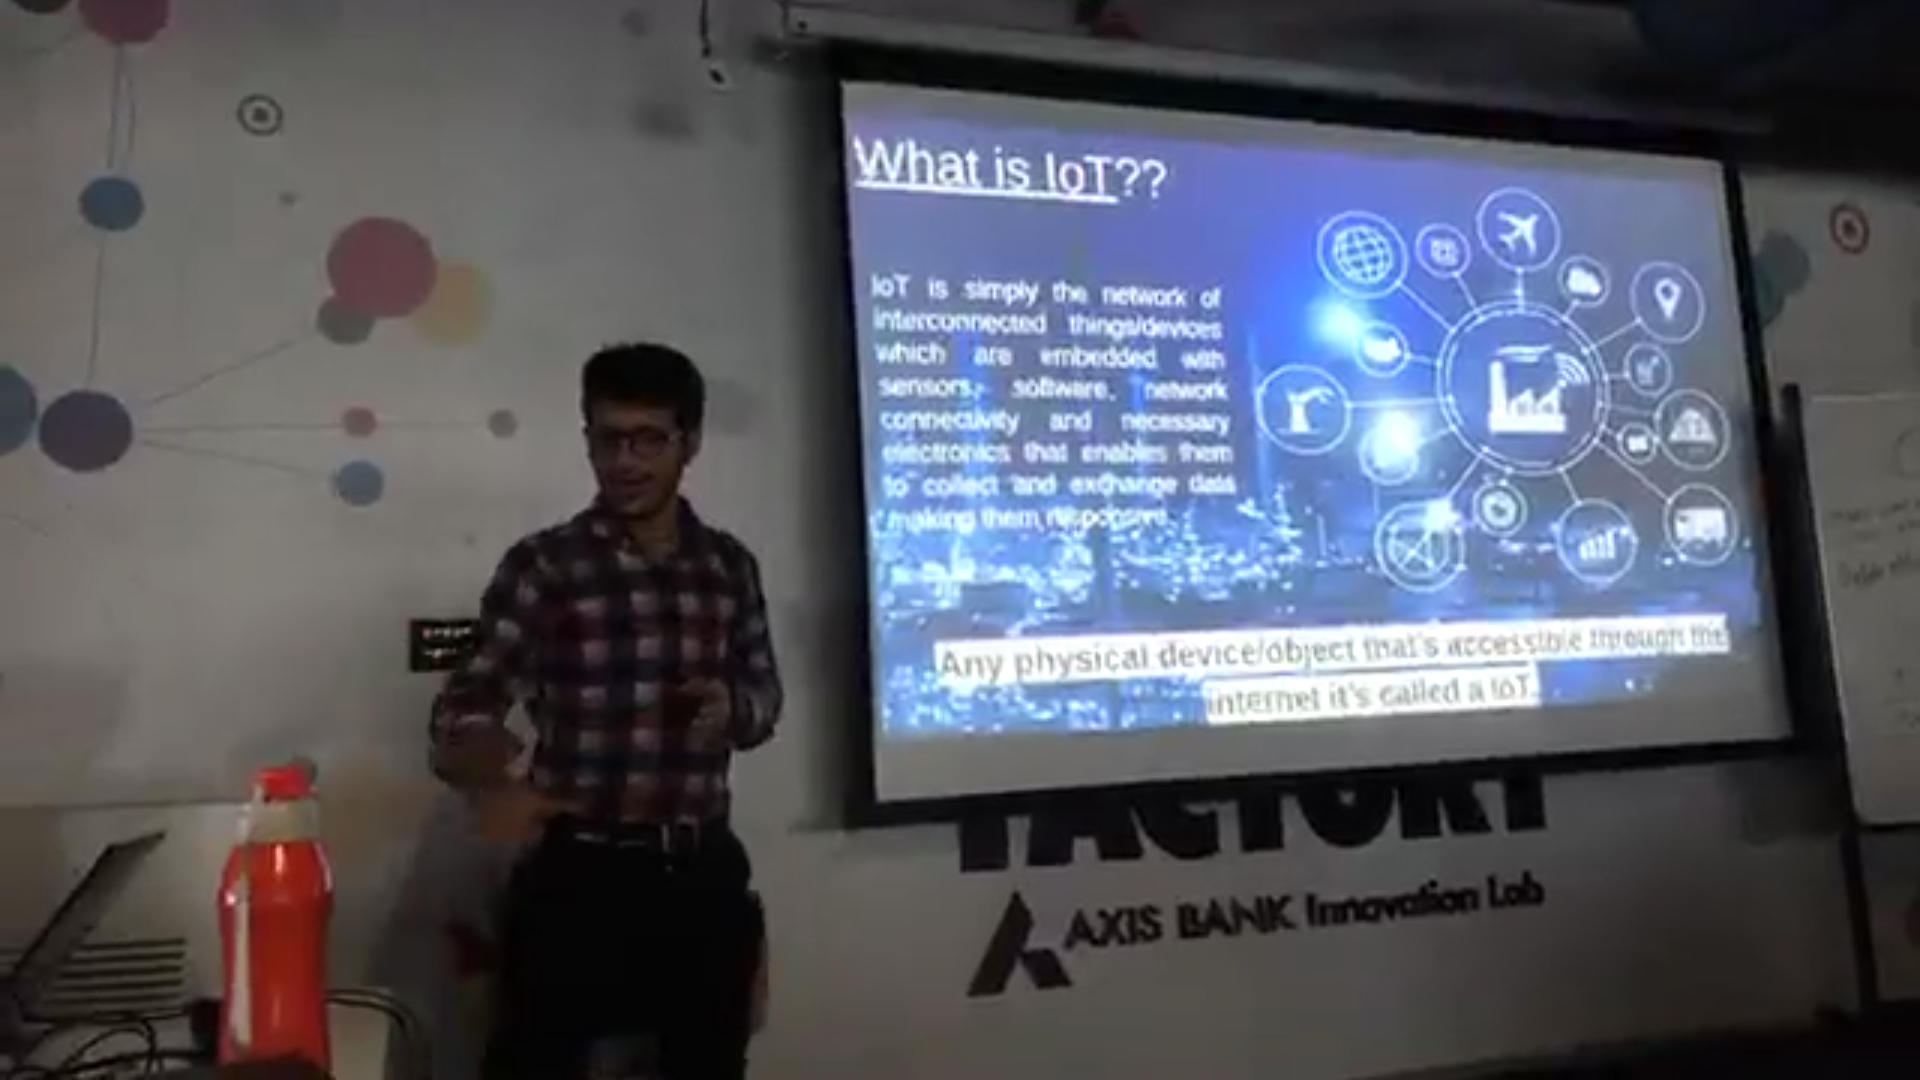 What is IoT??
IoT is simply the network of
interconnected things/devices
which are embedded with
sensors, software, network
connectivity and necessary
electronics that enables them
to collect and exchange data
making them responsive.
Any physical device/object that's accessible through the
internet it's called a IoT.
FACTORY
AXIS BANK Innovation Lab